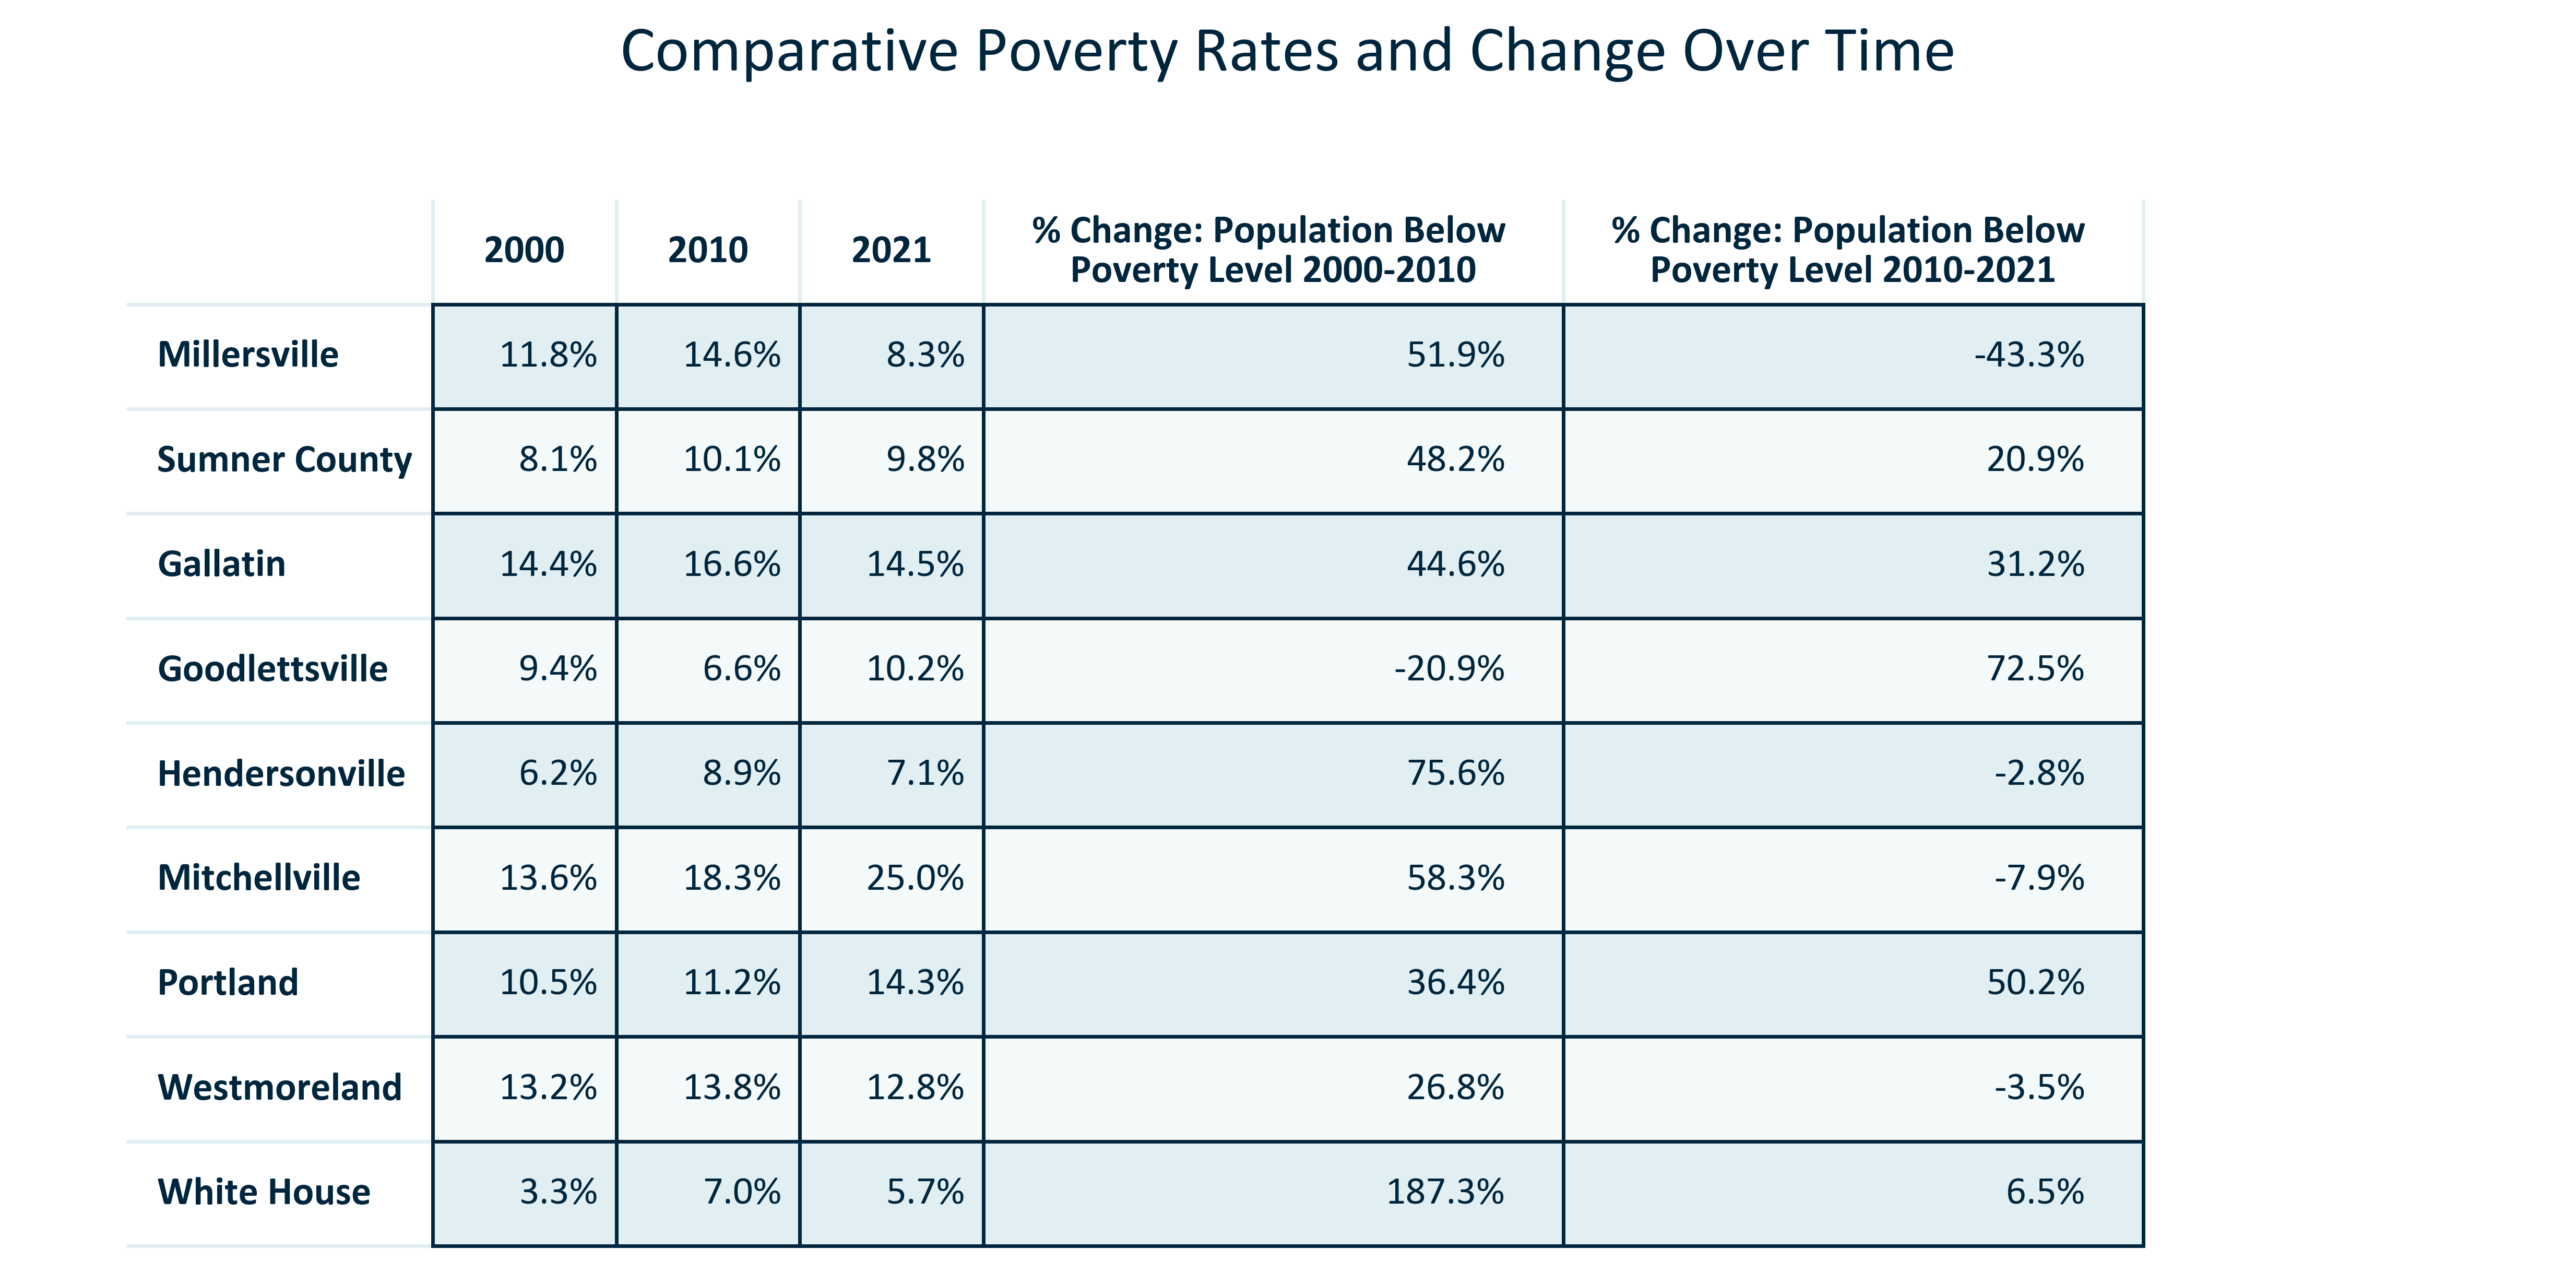 Comparative Poverty Rates and Change Over Time
2000 2010 2021 % Change: Population Below Poverty Level 2000-2010 % Change: Population Below Poverty Level 2010-2021
Millersville 11.8% 14.6% 8.3% 51.9% -43.3%
Sumner County 8.1% 10.1% 9.8% 48.2% 20.9%
Gallatin 14.4% 16.6% 14.5% 44.6% 31.2%
Goodlettsville 9.4% 6.6% 10.2% -20.9% 72.5%
Hendersonville 6.2% 8.9% 7.1% 75.6% -2.8%
Mitchellville 13.6% 18.3% 25.0% 58.3% -7.9%
Portland 10.5% 11.2% 14.3% 36.4% 50.2%
Westmoreland 13.2% 13.8% 12.8% 26.8% -3.5%
White House 3.3% 7.0% 5.7% 187.3% 6.5%